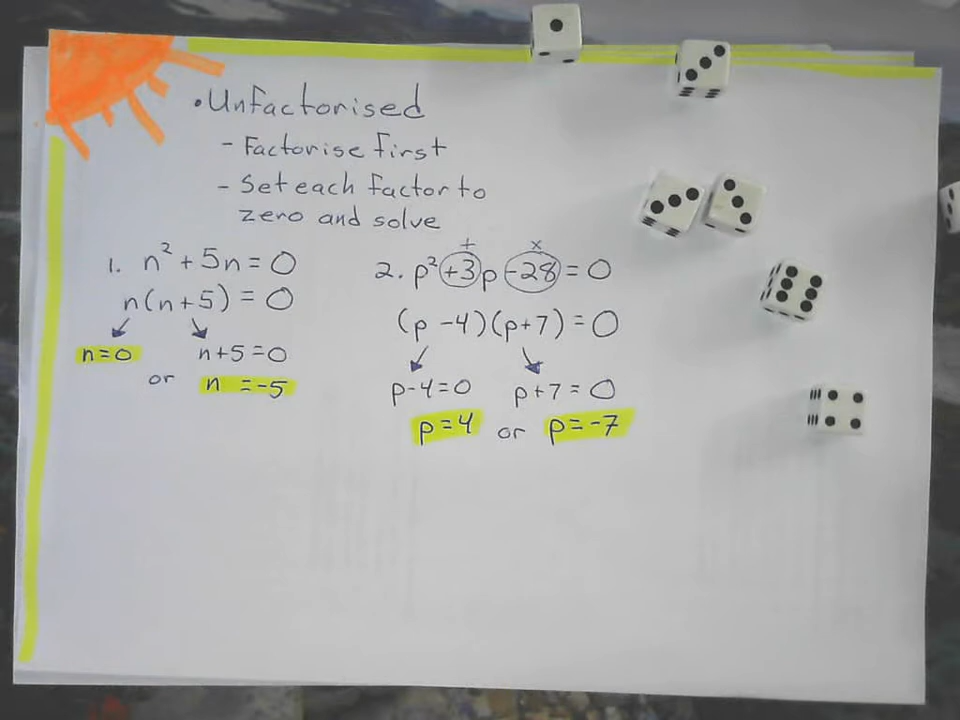 • Unfactorised
- Factorise first
- Set each factor to
zero and solve
1. n² + 5n = 0
n(n+5) = 0
n=0
n+5=0
or
n = -5
+ x
2. p² +3p -28 = 0
(p -4)(p+7) = 0
p-4=0
p+7=0
p=4 or p=-7